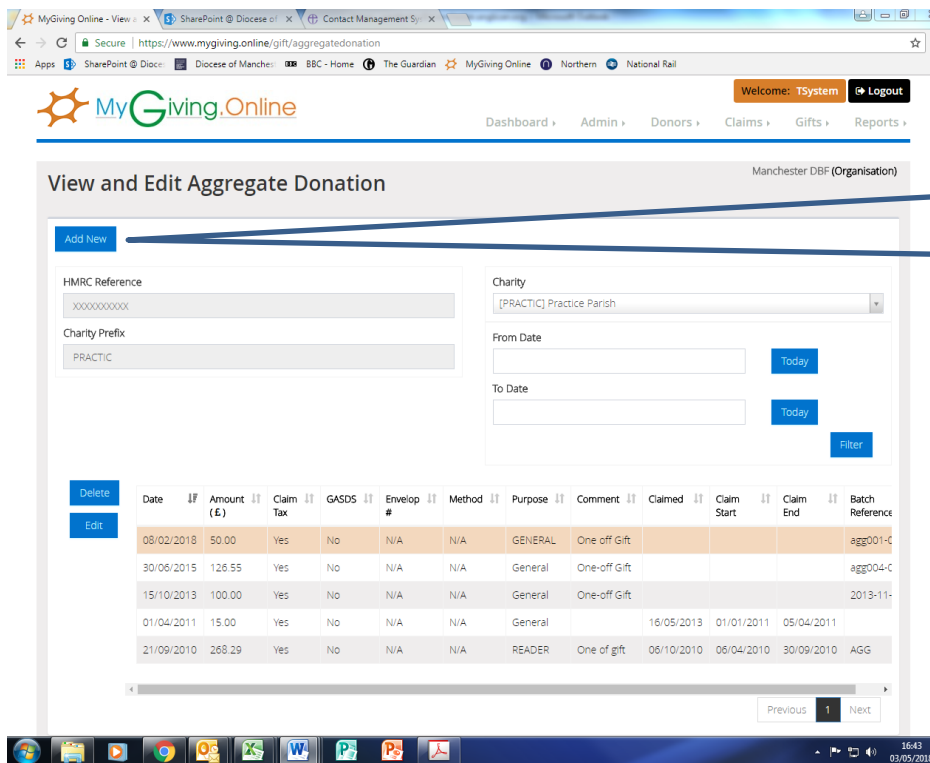 MyGiving Online - View a
SharePoint @ Diocese of
Contact Management Sy
Secure https://www.mygiving.online/gift/aggregatedonation
Apps SharePoint @ Dioce Diocese of Manches BBC - Home The Guardian MyGiving Online Northern National Rail
Welcome: TSystem Logout
MyGiving.Online
Dashboard Admin Donors Claims Gifts Reports
View and Edit Aggregate Donation
Manchester DBF (Organisation)
Add New
HMRC Reference
XXXXXXXXXX
Charity Prefix
PRACTIC
Charity
[PRACTIC] Practice Parish
From Date
Today
To Date
Today
Filter
Delete
Edit
Date Amount (£) Claim Tax GASDS Envelop # Method Purpose Comment Claimed Claim Start Claim End Batch Reference
08/02/2018 50.00 Yes No N/A N/A GENERAL One off Gift agg001-0
30/06/2015 126.55 Yes No N/A N/A General One-off Gift agg004-0
15/10/2013 100.00 Yes No N/A N/A General One-off Gift 2013-11-
01/04/2011 15.00 Yes No N/A N/A General 16/05/2013 01/01/2011 05/04/2011
21/09/2010 268.29 Yes No N/A N/A READER One of gift 06/10/2010 06/04/2010 30/09/2010 AGG
Previous 1 Next
16:43
03/05/2018